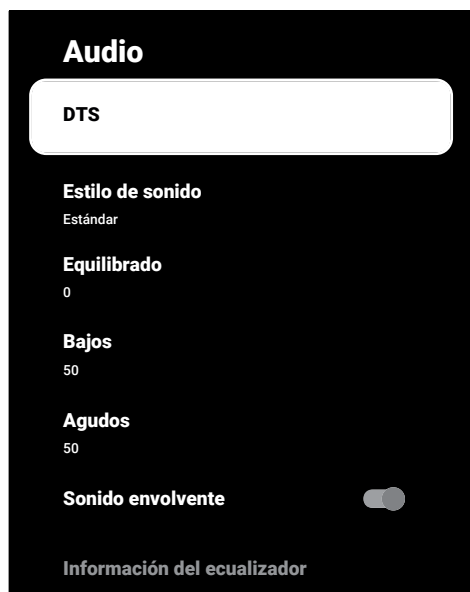 Audio
DTS
Estilo de sonido
Estándar
Equilibrado
0
Bajos
50
Agudos
50
Sonido envolvente
Información del ecualizador